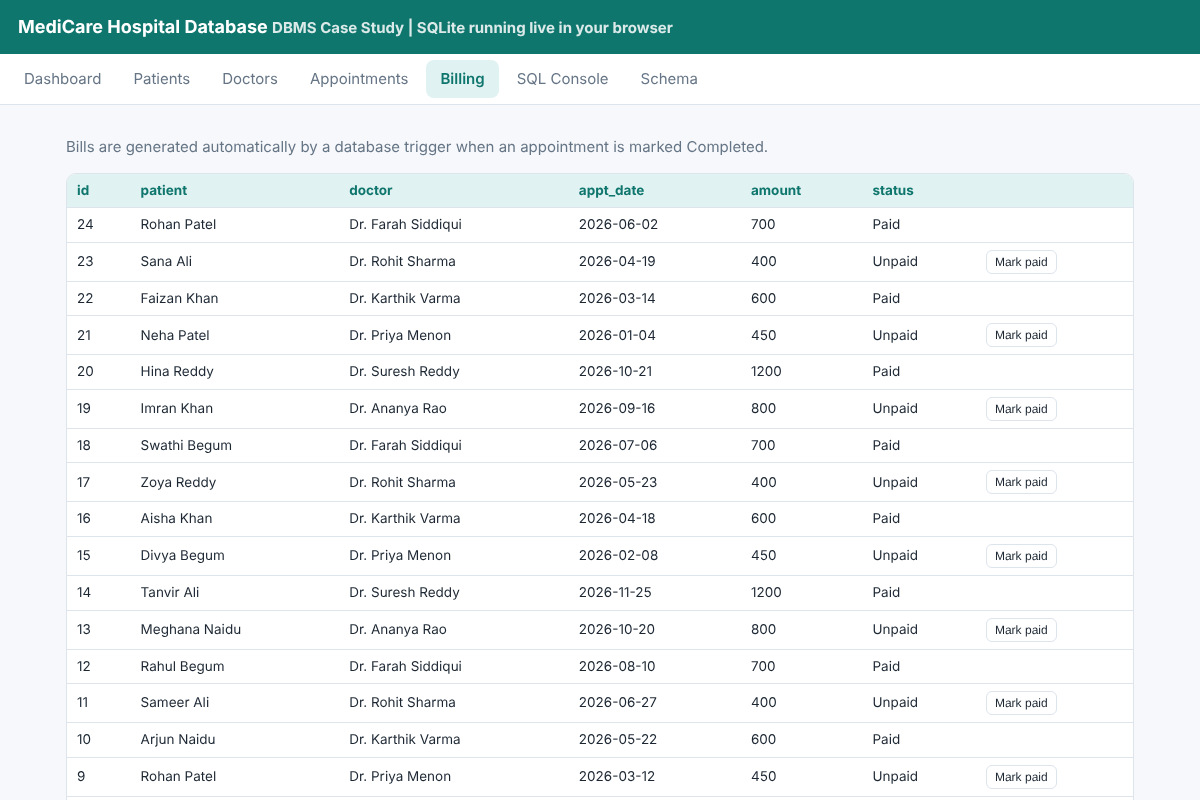 MediCare Hospital Database DBMS Case Study | SQLite running live in your browser
Dashboard Patients Doctors Appointments Billing SQL Console Schema
Bills are generated automatically by a database trigger when an appointment is marked Completed.
id patient doctor appt_date amount status
24 Rohan Patel Dr. Farah Siddiqui 2026-06-02 700 Paid
23 Sana Ali Dr. Rohit Sharma 2026-04-19 400 Unpaid Mark paid
22 Faizan Khan Dr. Karthik Varma 2026-03-14 600 Paid
21 Neha Patel Dr. Priya Menon 2026-01-04 450 Unpaid Mark paid
20 Hina Reddy Dr. Suresh Reddy 2026-10-21 1200 Paid
19 Imran Khan Dr. Ananya Rao 2026-09-16 800 Unpaid Mark paid
18 Swathi Begum Dr. Farah Siddiqui 2026-07-06 700 Paid
17 Zoya Reddy Dr. Rohit Sharma 2026-05-23 400 Unpaid Mark paid
16 Aisha Khan Dr. Karthik Varma 2026-04-18 600 Paid
15 Divya Begum Dr. Priya Menon 2026-02-08 450 Unpaid Mark paid
14 Tanvir Ali Dr. Suresh Reddy 2026-11-25 1200 Paid
13 Meghana Naidu Dr. Ananya Rao 2026-10-20 800 Unpaid Mark paid
12 Rahul Begum Dr. Farah Siddiqui 2026-08-10 700 Paid
11 Sameer Ali Dr. Rohit Sharma 2026-06-27 400 Unpaid Mark paid
10 Arjun Naidu Dr. Karthik Varma 2026-05-22 600 Paid
9 Rohan Patel Dr. Priya Menon 2026-03-12 450 Unpaid Mark paid